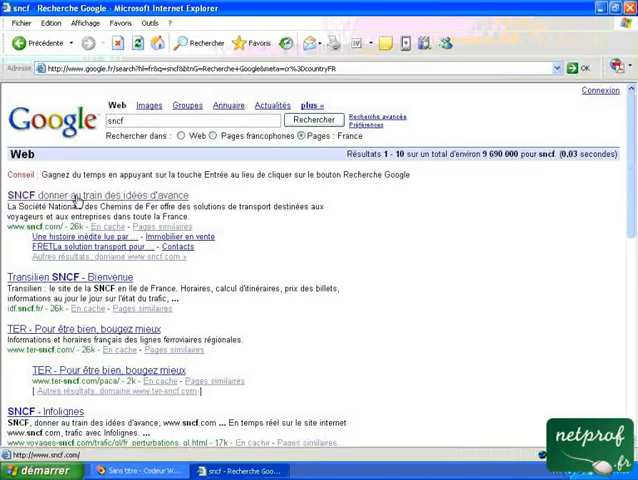 sncf - Recherche Google - Microsoft Internet Explorer
Fichier Edition Affichage Favoris Outils ?
Précédente Rechercher Favoris
Adresse http://www.google.fr/search?hl=fr&q=sncf&btnG=Recherche+Google&meta=cr%3DcountryFR OK
Connexion
Web Images Groupes Annuaire Actualités plus »
Google sncf Rechercher Recherche avancée
Préférences
Rechercher dans : Web Pages francophones Pages : France
Web Résultats 1 - 10 sur un total d'environ 9 690 000 pour sncf. (0,03 secondes)
Conseil : Gagnez du temps en appuyant sur la touche Entrée au lieu de cliquer sur le bouton Recherche Google
SNCF donner au train des idées d'avance
La Société Nationale des Chemins de Fer offre des solutions de transport destinées aux
voyageurs et aux entreprises dans toute la France.
www.sncf.com/ - 26k - En cache - Pages similaires
Une histoire inédite lue par ... - Immobilier en vente
FRETLa solution transport pour ... - Contacts
Autres résultats, domaine www.sncf.com »
Transilien SNCF - Bienvenue
Transilien : le site de la SNCF en Ile de France. Horaires, calcul d'itinéraires, prix des billets,
informations au jour le jour sur l'état du trafic, ...
idf.sncf.fr/ - 26k - En cache - Pages similaires
TER - Pour être bien, bougez mieux
Informations et horaires français des lignes ferroviaires régionales.
www.ter-sncf.com/ - 26k - En cache - Pages similaires
TER - Pour être bien, bougez mieux
www.ter-sncf.com/paca/ - 2k - En cache - Pages similaires
[ Autres résultats, domaine www.ter-sncf.com ]
SNCF - Infolignes
SNCF, donner au train des idées d'avance, www.sncf.com ... En temps réel sur le site internet
www.sncf.com, trafic avec Infolignes. ...
www.voyages-sncf.com/trafic/gl/fr_perturbations_gl.html - 17k -
http://www.sncf.com/
netprof
.fr
démarrer Sans titre - Codeur W... sncf - Recherche Goo...